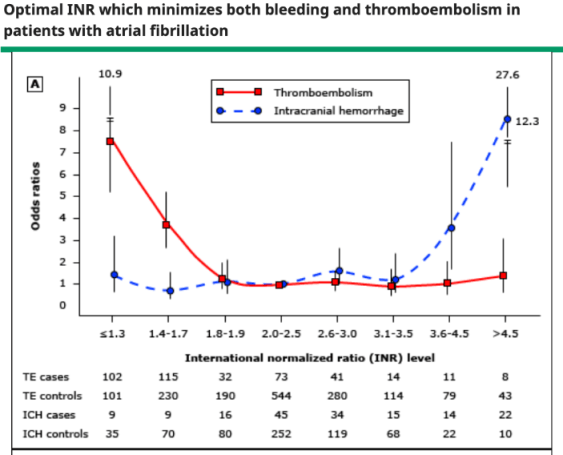 Optimal INR which minimizes both bleeding and thromboembolism in
patients with atrial fibrillation
A
10.9
27.6
Thromboembolism
Intracranial hemorrhage
12.3
Odds ratios
9
8
7
6
5
4
3
2
1
0
≤1.3 1.4-1.7 1.8-1.9 2.0-2.5 2.6-3.0 3.1-3.5 3.6-4.5 >4.5
International normalized ratio (INR) level
TE cases 102 115 32 73 41 14 11 8
TE controls 101 230 190 544 280 114 79 43
ICH cases 9 9 16 45 34 15 14 22
ICH controls 35 70 80 252 119 68 22 10